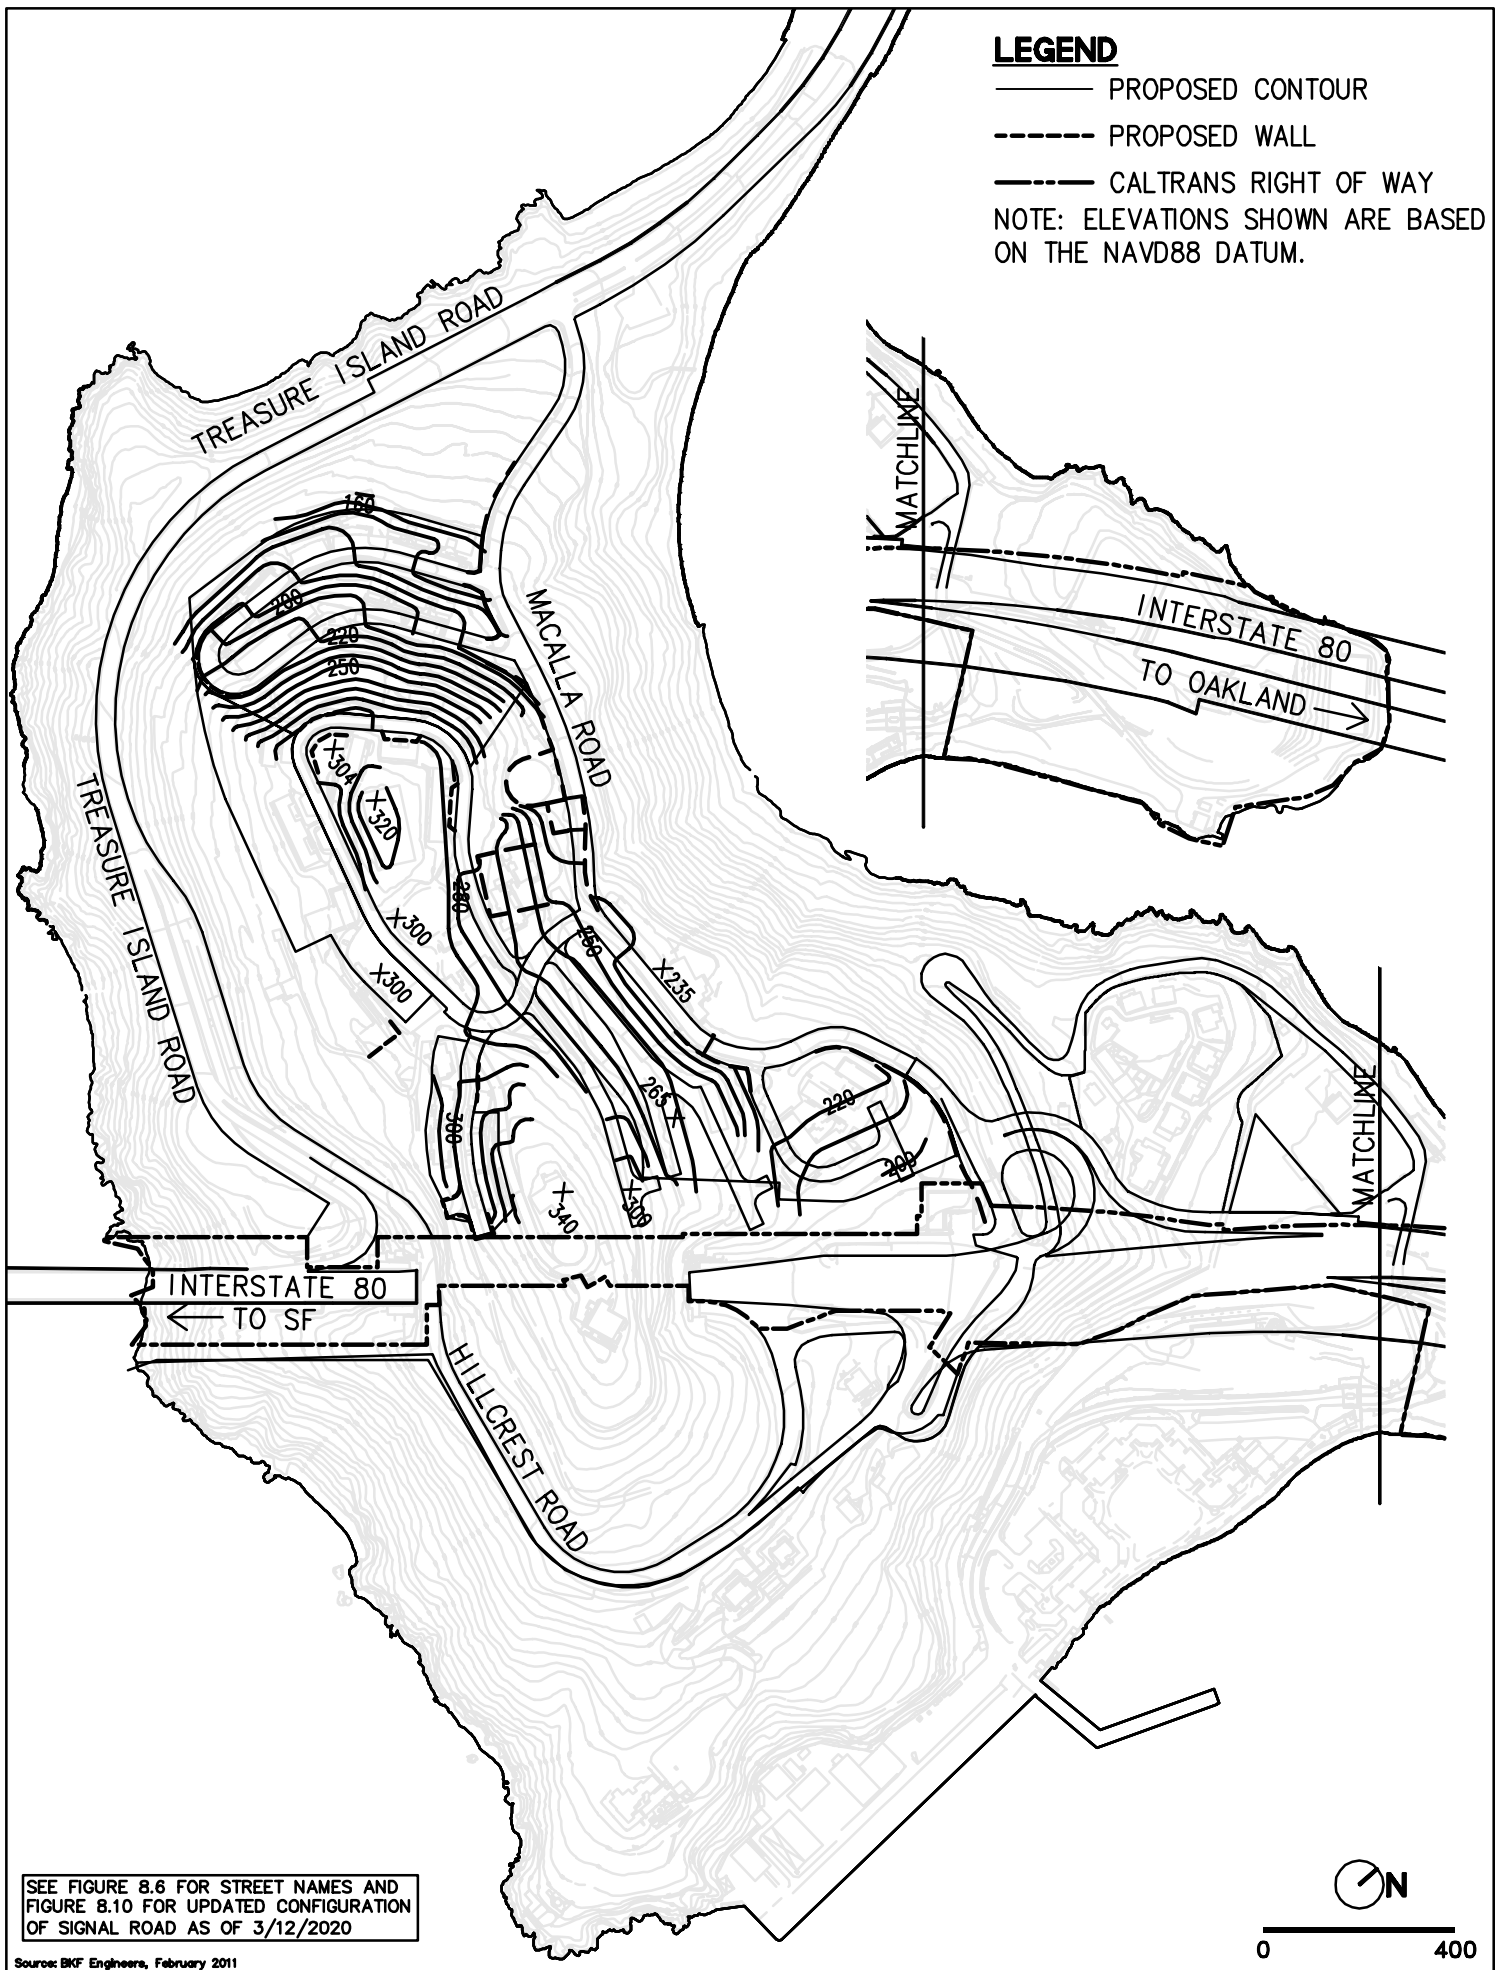 LEGEND
PROPOSED CONTOUR
PROPOSED WALL
CALTRANS RIGHT OF WAY
NOTE: ELEVATIONS SHOWN ARE BASED
ON THE NAVD88 DATUM.
TREASURE ISLAND ROAD
MATCHLINE
160
200
220
250
MACALLA ROAD
INTERSTATE 80
TO OAKLAND
304
320
TREASURE ISLAND ROAD
280
300
250
300
235
265
220
300
200
MATCHLINE
340
300
INTERSTATE 80
TO SF
HILLCREST ROAD
SEE FIGURE 8.6 FOR STREET NAMES AND
FIGURE 8.10 FOR UPDATED CONFIGURATION
OF SIGNAL ROAD AS OF 3/12/2020
Source: BKF Engineers, February 2011
N
0 400